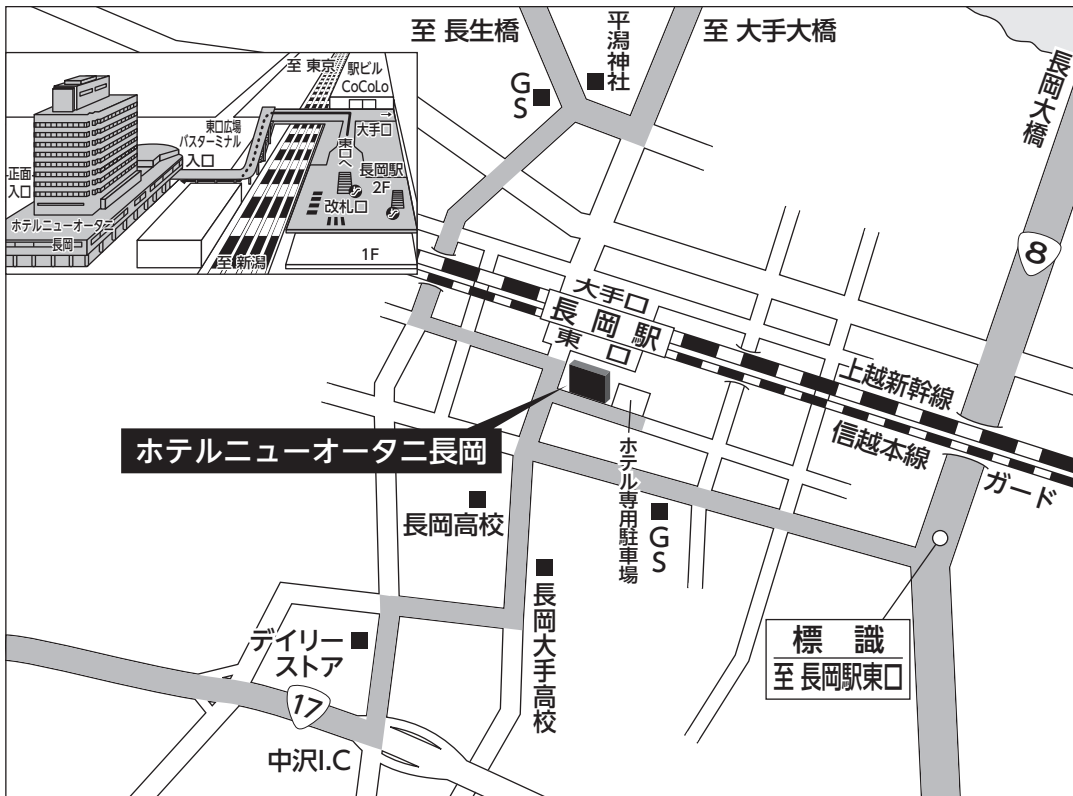 至 長生橋
平潟神社
至 大手大橋
GS
長岡大橋
8
至 東京
駅ビル
CoCoLo
→
大手口
東口広場
バスターミナル
入口
東口へ
正面
入口
長岡駅
2F
改札口
ホテルニューオータニ
長岡
至 新潟
1F
大手口
長岡駅
東口
上越新幹線
信越本線
ガード
ホテルニューオータニ長岡
ホテル専用駐車場
長岡高校
GS
長岡大手高校
標 識
至 長岡駅東口
デイリー
ストア
17
中沢I.C